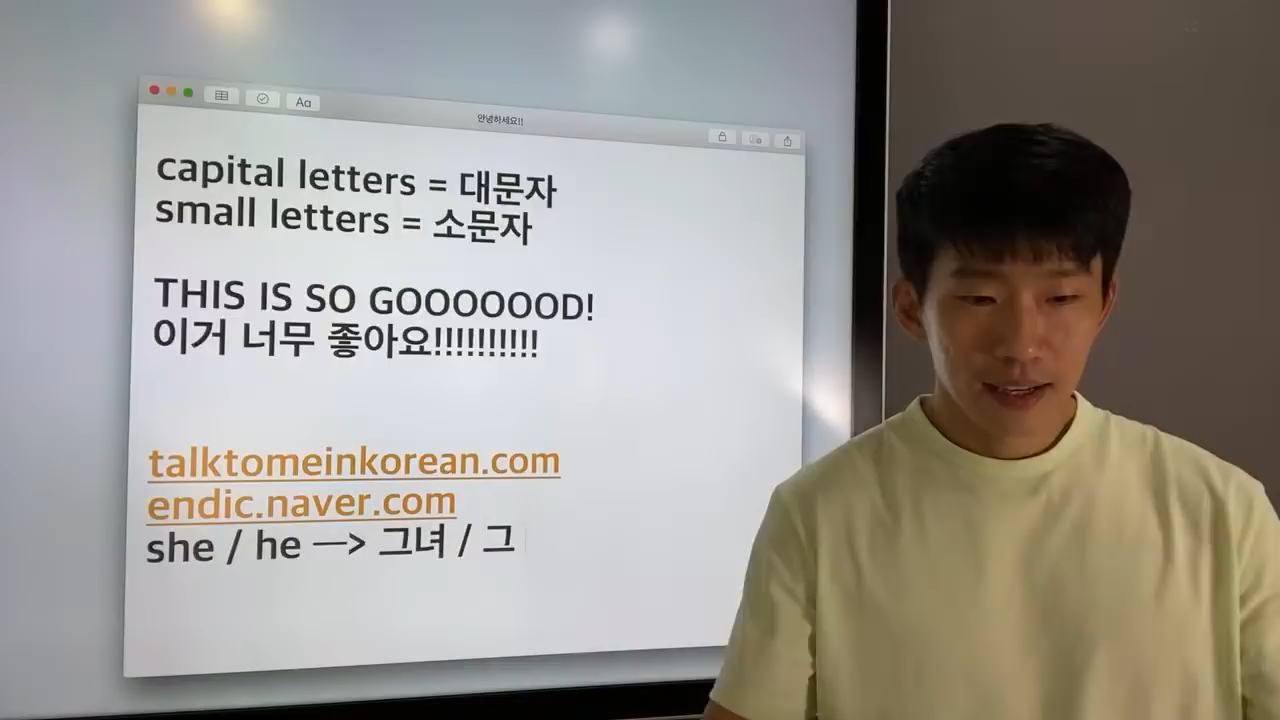 Aa
안녕하세요!!
capital letters = 대문자
small letters = 소문자
THIS IS SO GOOOOOOD!
이거 너무 좋아요!!!!!!!!!!
talktomeinkorean.com
endic.naver.com
she / he —> 그녀 / 그